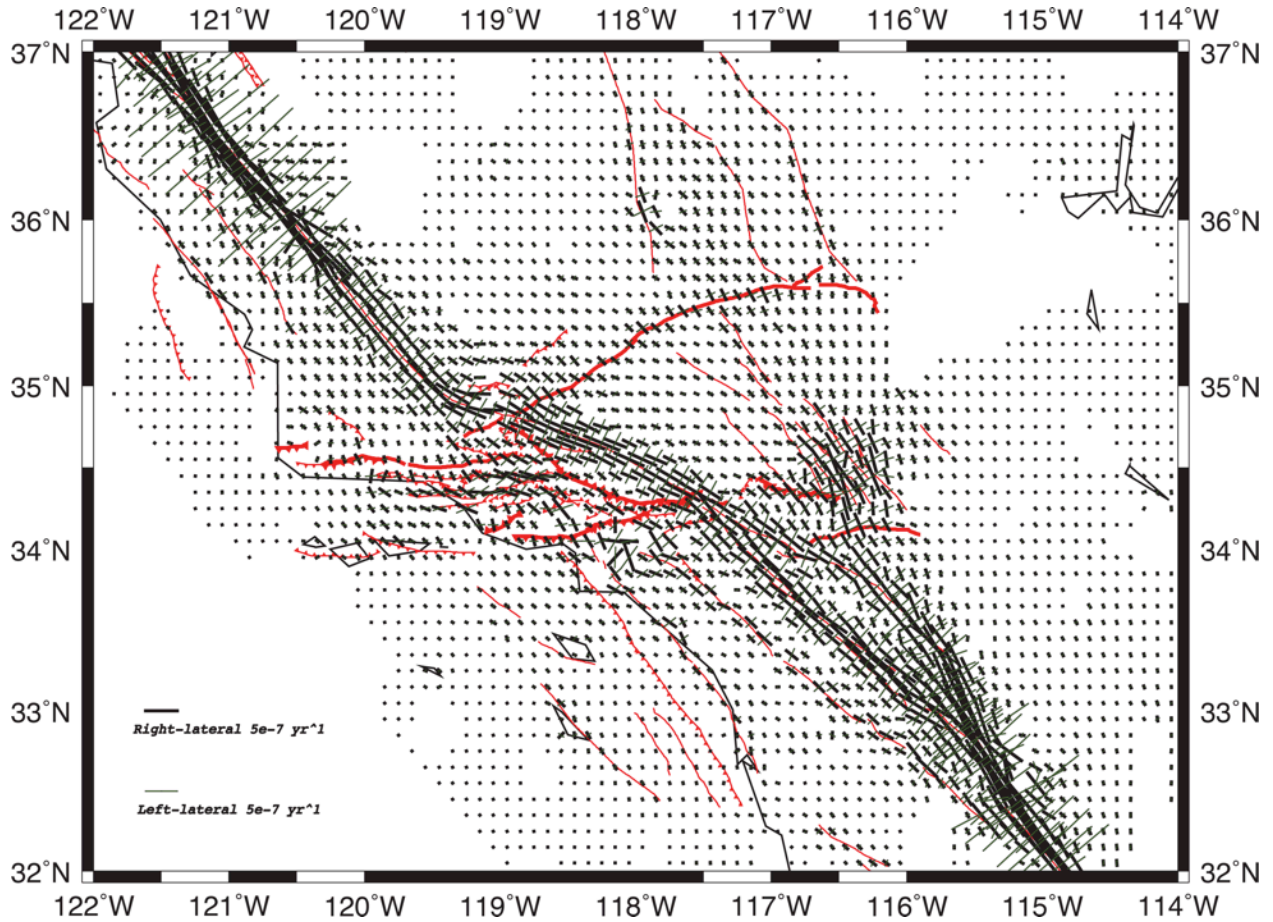 122˚W 121˚W 120˚W 119˚W 118˚W 117˚W 116˚W 115˚W 114˚W
37˚N 37˚N
36˚N 36˚N
35˚N 35˚N
34˚N 34˚N
33˚N 33˚N
Right-lateral 5e-7 yr^1
Left-lateral 5e-7 yr^1
32˚N 32˚N
122˚W 121˚W 120˚W 119˚W 118˚W 117˚W 116˚W 115˚W 114˚W